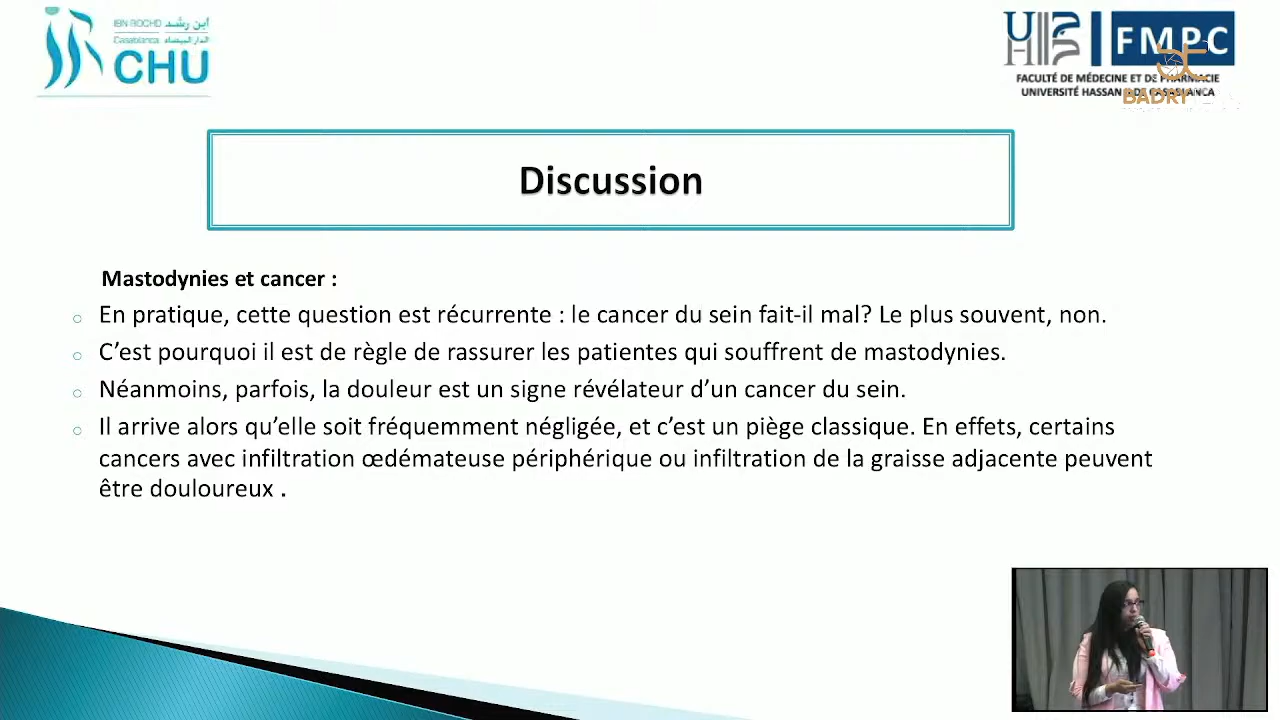 IBN ROCHD ابن رشد
Casablanca الدار البيضاء
CHU
FMPC
FACULTÉ DE MÉDECINE ET DE PHARMACIE
UNIVERSITÉ HASSAN DE CASABLANCA
BADRY
Discussion
Mastodynies et cancer :
En pratique, cette question est récurrente : le cancer du sein fait-il mal? Le plus souvent, non.
C’est pourquoi il est de règle de rassurer les patientes qui souffrent de mastodynies.
Néanmoins, parfois, la douleur est un signe révélateur d’un cancer du sein.
Il arrive alors qu’elle soit fréquemment négligée, et c’est un piège classique. En effets, certains
cancers avec infiltration œdémateuse périphérique ou infiltration de la graisse adjacente peuvent
être douloureux .